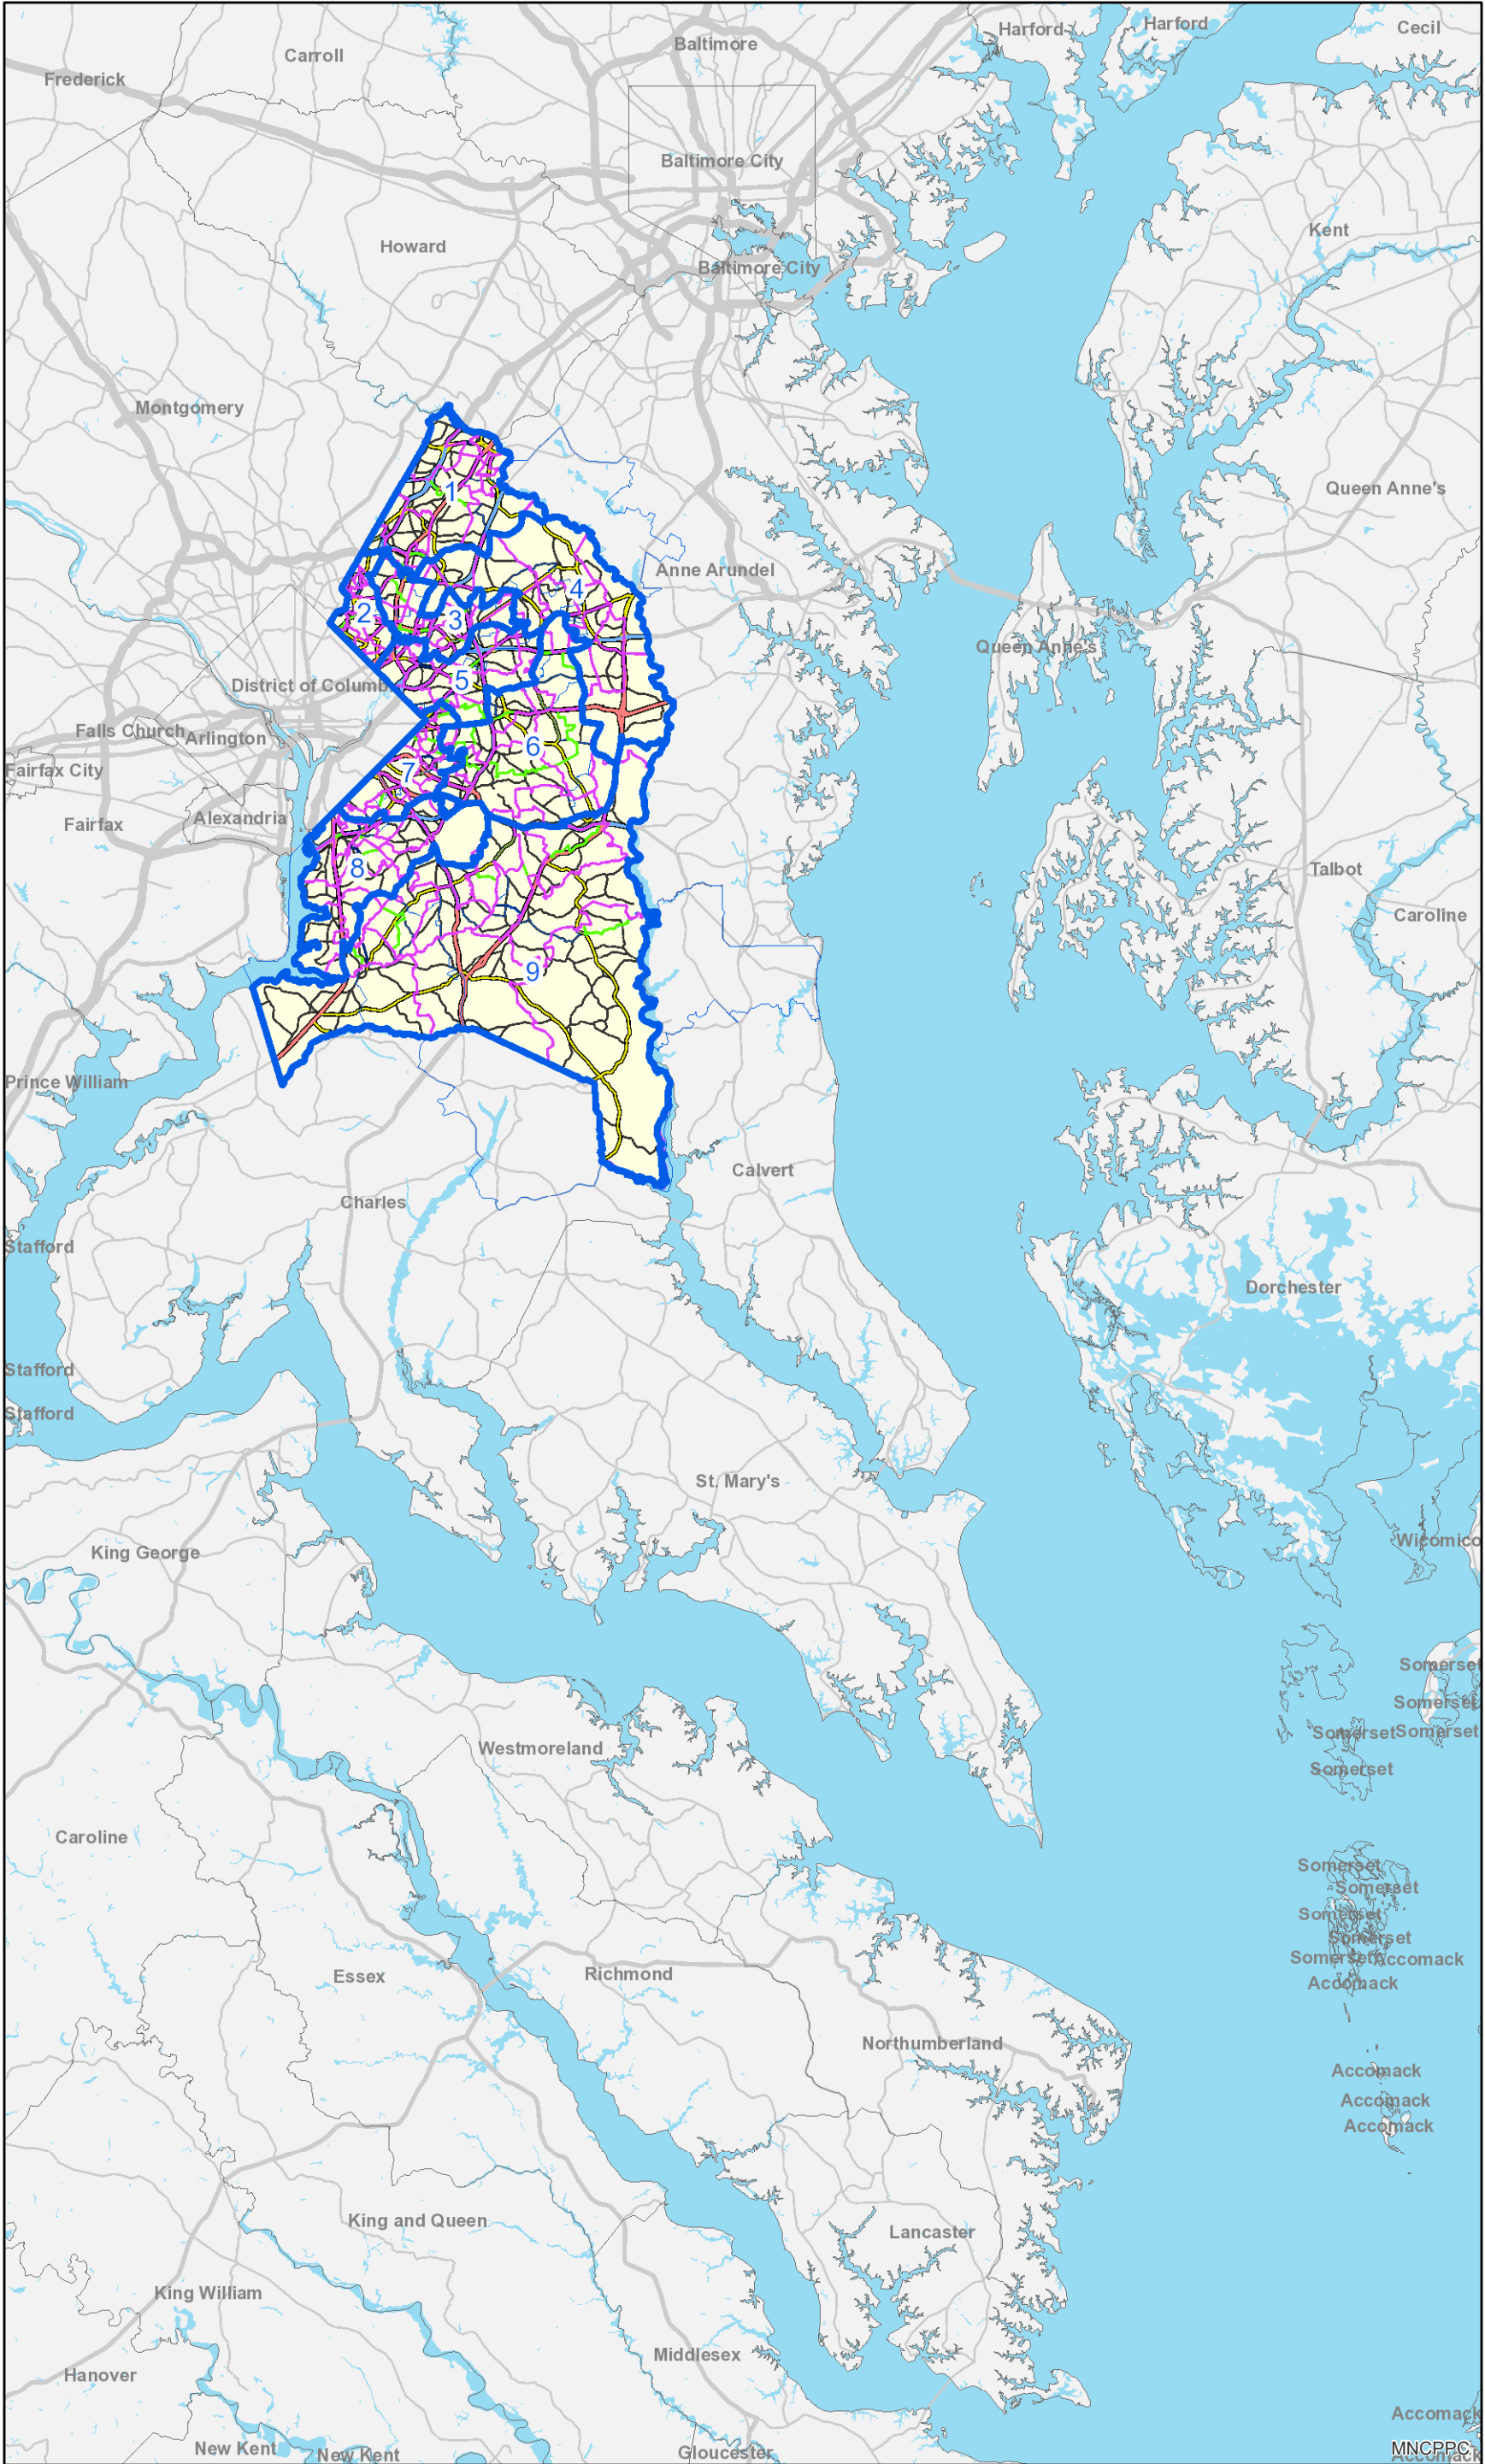 Harford
Harford
Cecil
Baltimore
Carroll
Frederick
Baltimore City
Kent
Howard
Baltimore City
Montgomery
Queen Anne's
1
Anne Arundel
4
2
3
Queen Anne's
5
District of Columb
Falls Church
Arlington
6
Fairfax City
7
Fairfax
Alexandria
8
Talbot
Caroline
9
Prince William
Calvert
Charles
Stafford
Dorchester
Stafford
Stafford
St. Mary's
Wicomico
King George
Somerset
Somerset
Somerset
Somerset
Westmoreland
Somerset
Caroline
Somerset
Somerset
Somerset
Somerset
Somerset
Accomack
Essex
Richmond
Accomack
Northumberland
Accomack
Accomack
Accomack
King and Queen
Lancaster
King William
Middlesex
Hanover
Accomack
New Kent
New Kent
Gloucester
MNCPPC
Accomack